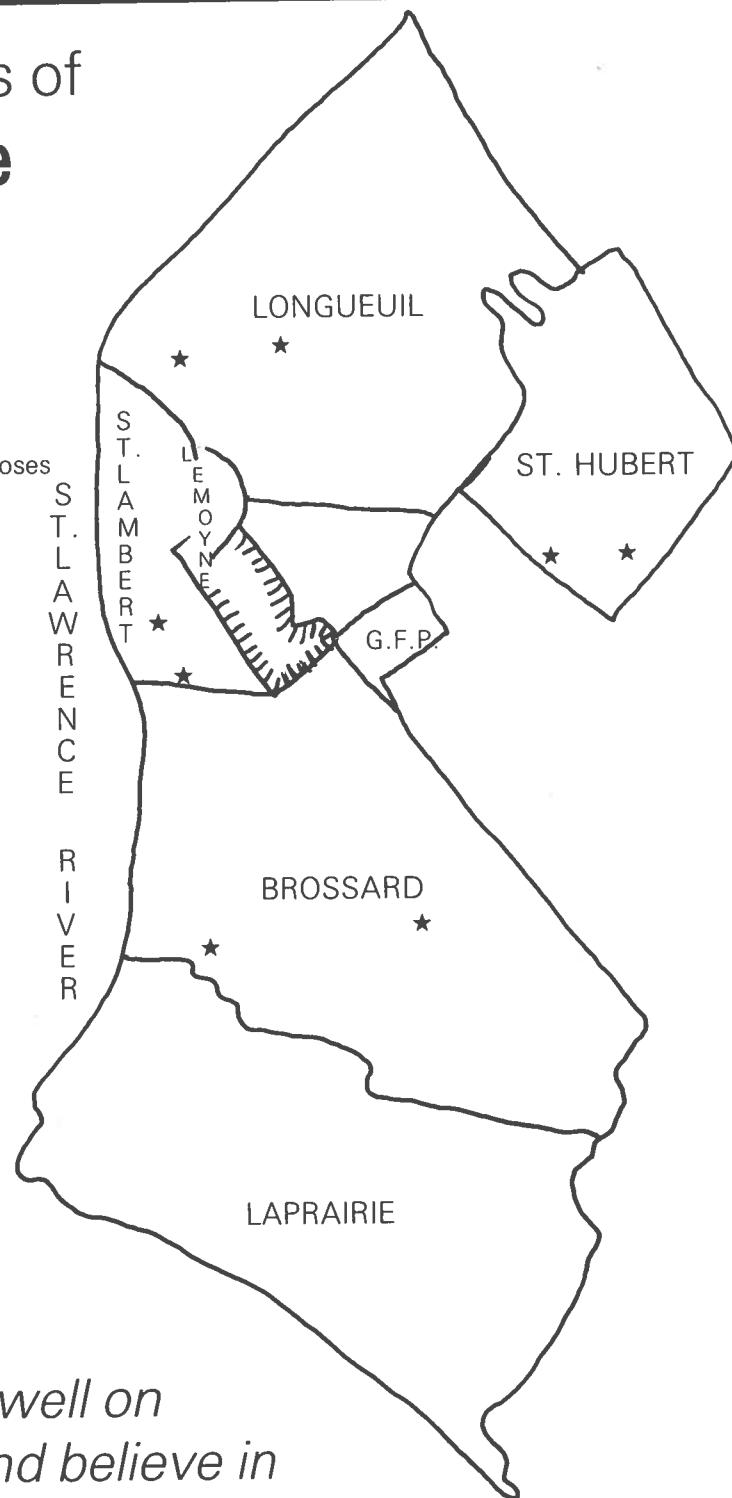 s of
e
LONGUEUIL
ST. HUBERT
oses
ST. LAMBERT
LEMOYNE
ST. LAWRENCE RIVER
G.F.P.
BROSSARD
LAPRAIRIE
well on
nd believe in